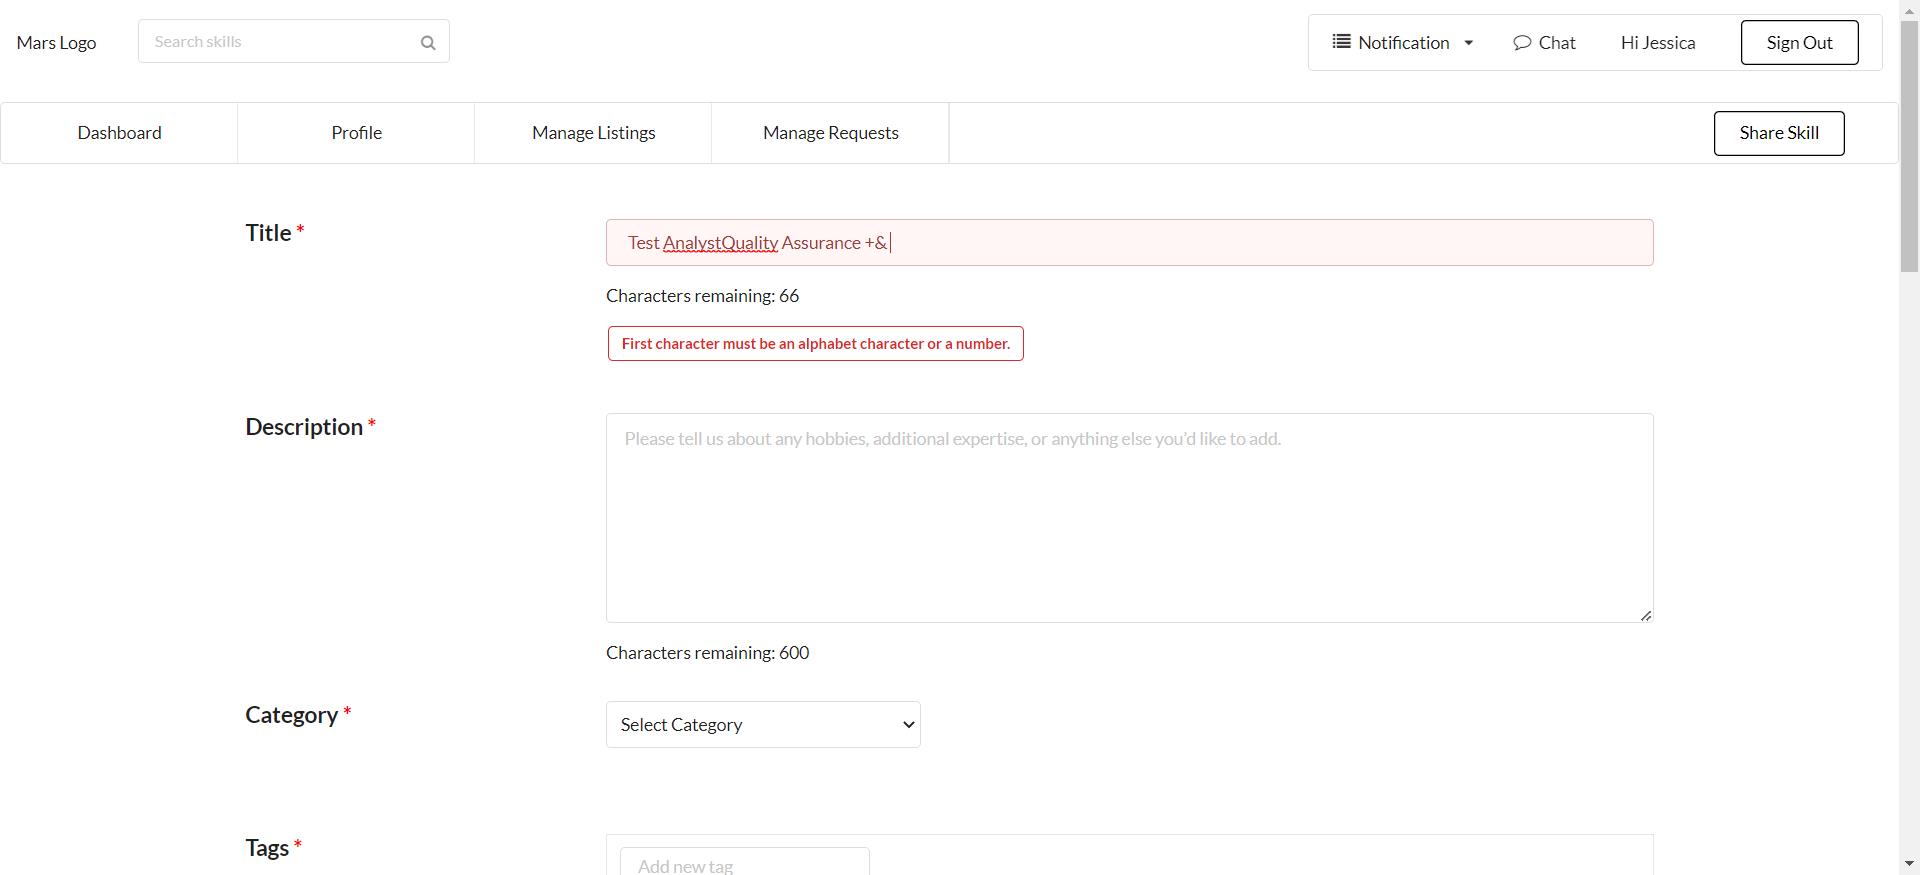 Mars Logo
Search skills
Notification
Chat
Hi Jessica
Sign Out
Dashboard
Profile
Manage Listings
Manage Requests
Share Skill
Title *
Test AnalystQuality Assurance +&
Characters remaining: 66
First character must be an alphabet character or a number.
Description *
Please tell us about any hobbies, additional expertise, or anything else you'd like to add.
Characters remaining: 600
Category *
Select Category
Tags *
Add new tag